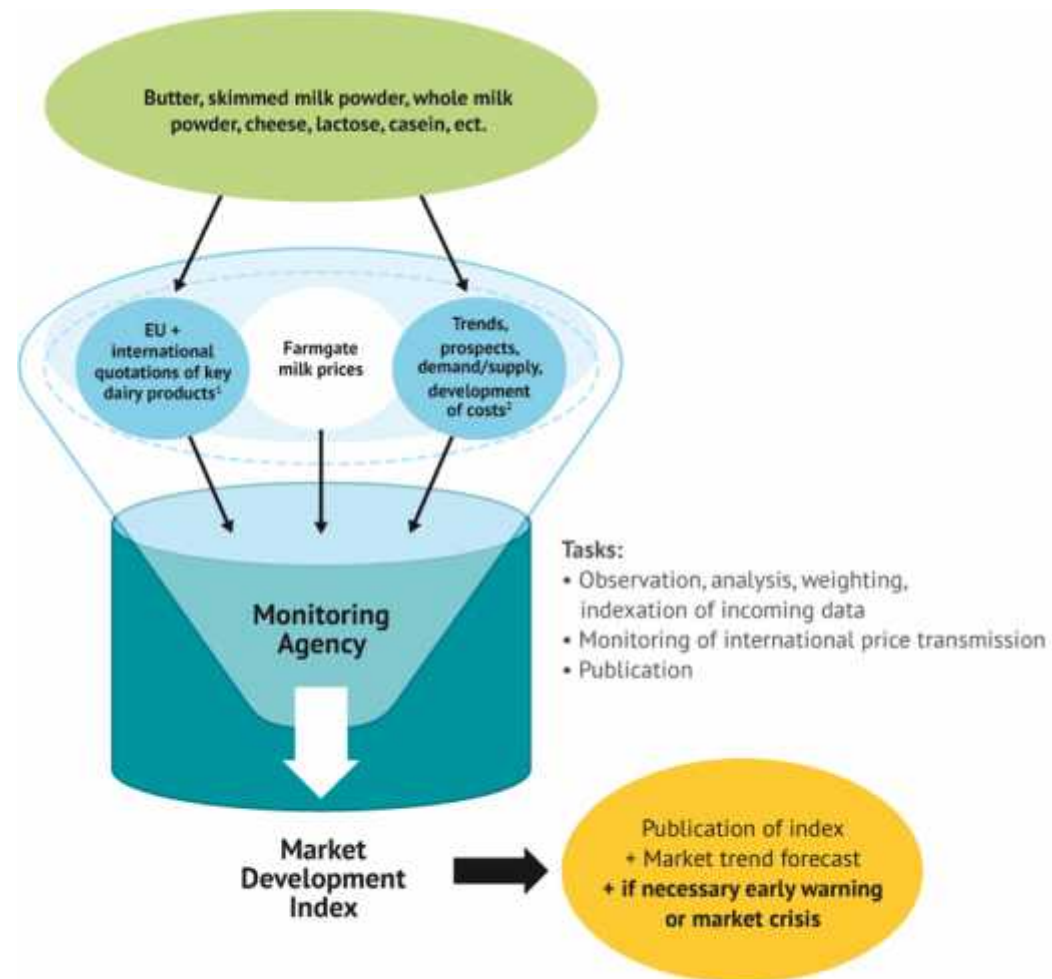 Butter, skimmed milk powder, whole milk
powder, cheese, lactose, casein, ect.
EU +
international
quotations of key
dairy products¹
Farmgate
milk prices
Trends,
prospects,
demand/supply,
development
of costs²
Monitoring
Agency
Tasks:
• Observation, analysis, weighting,
indexation of incoming data
• Monitoring of international price transmission
• Publication
Market
Development
Index
Publication of index
+ Market trend forecast
+ if necessary early warning
or market crisis